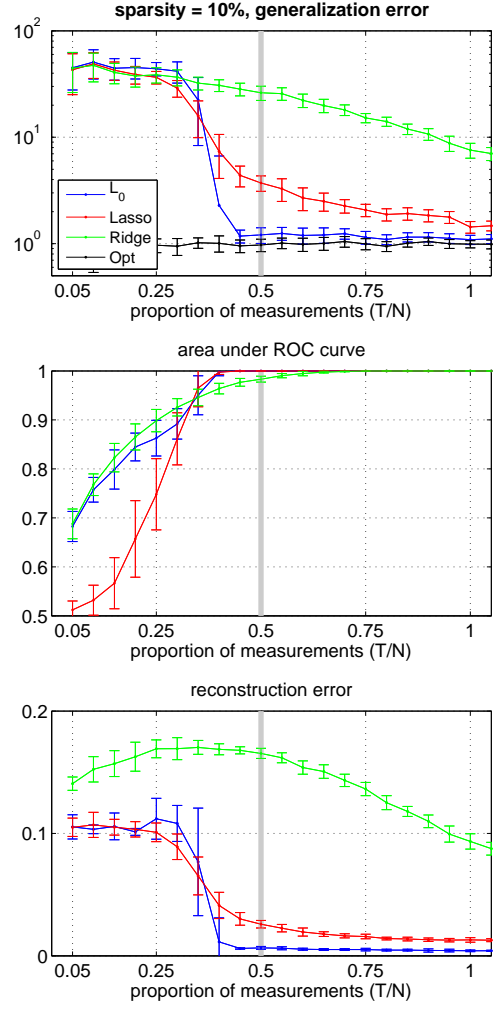 sparsity = 10%, generalization error
10^2
10^1
10^0
L_0
Lasso
Ridge
Opt
0.05 0.25 0.5 0.75 1
proportion of measurements (T/N)
area under ROC curve
1
0.9
0.8
0.7
0.6
0.5
0.05 0.25 0.5 0.75 1
proportion of measurements (T/N)
reconstruction error
0.2
0.1
0
0.05 0.25 0.5 0.75 1
proportion of measurements (T/N)